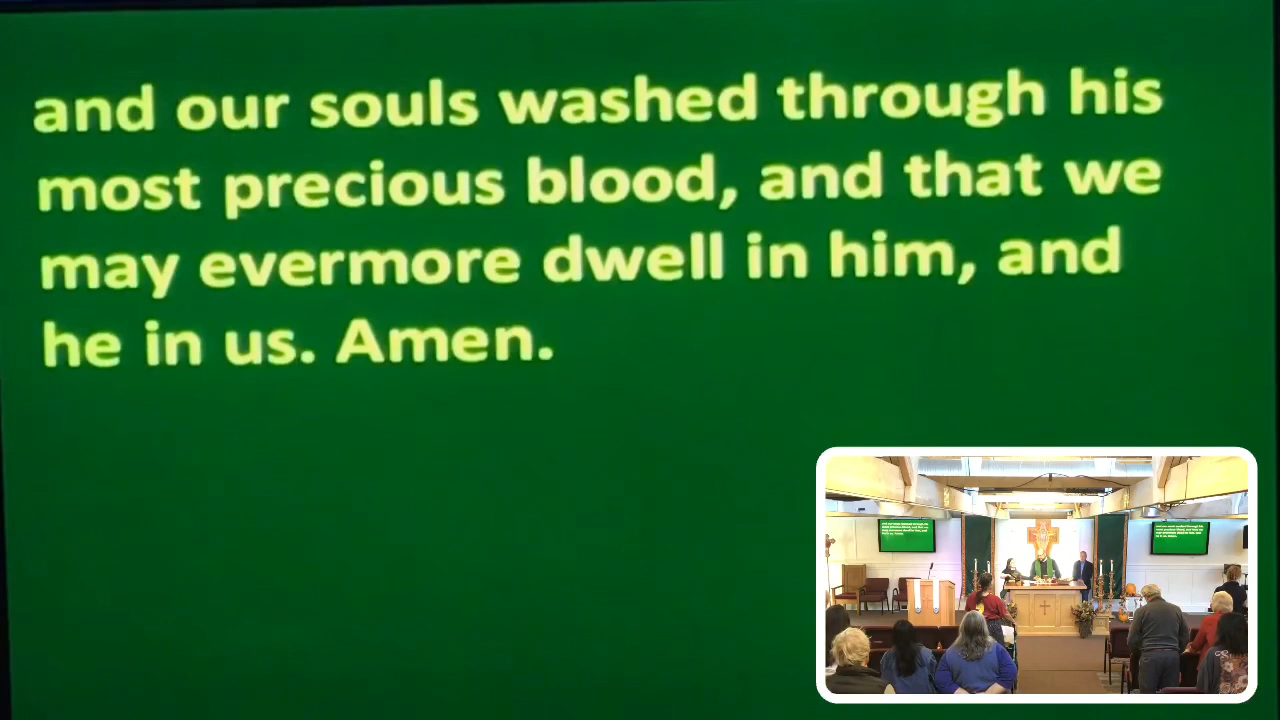 and our souls washed through his
most precious blood, and that we
may evermore dwell in him, and
he in us. Amen.